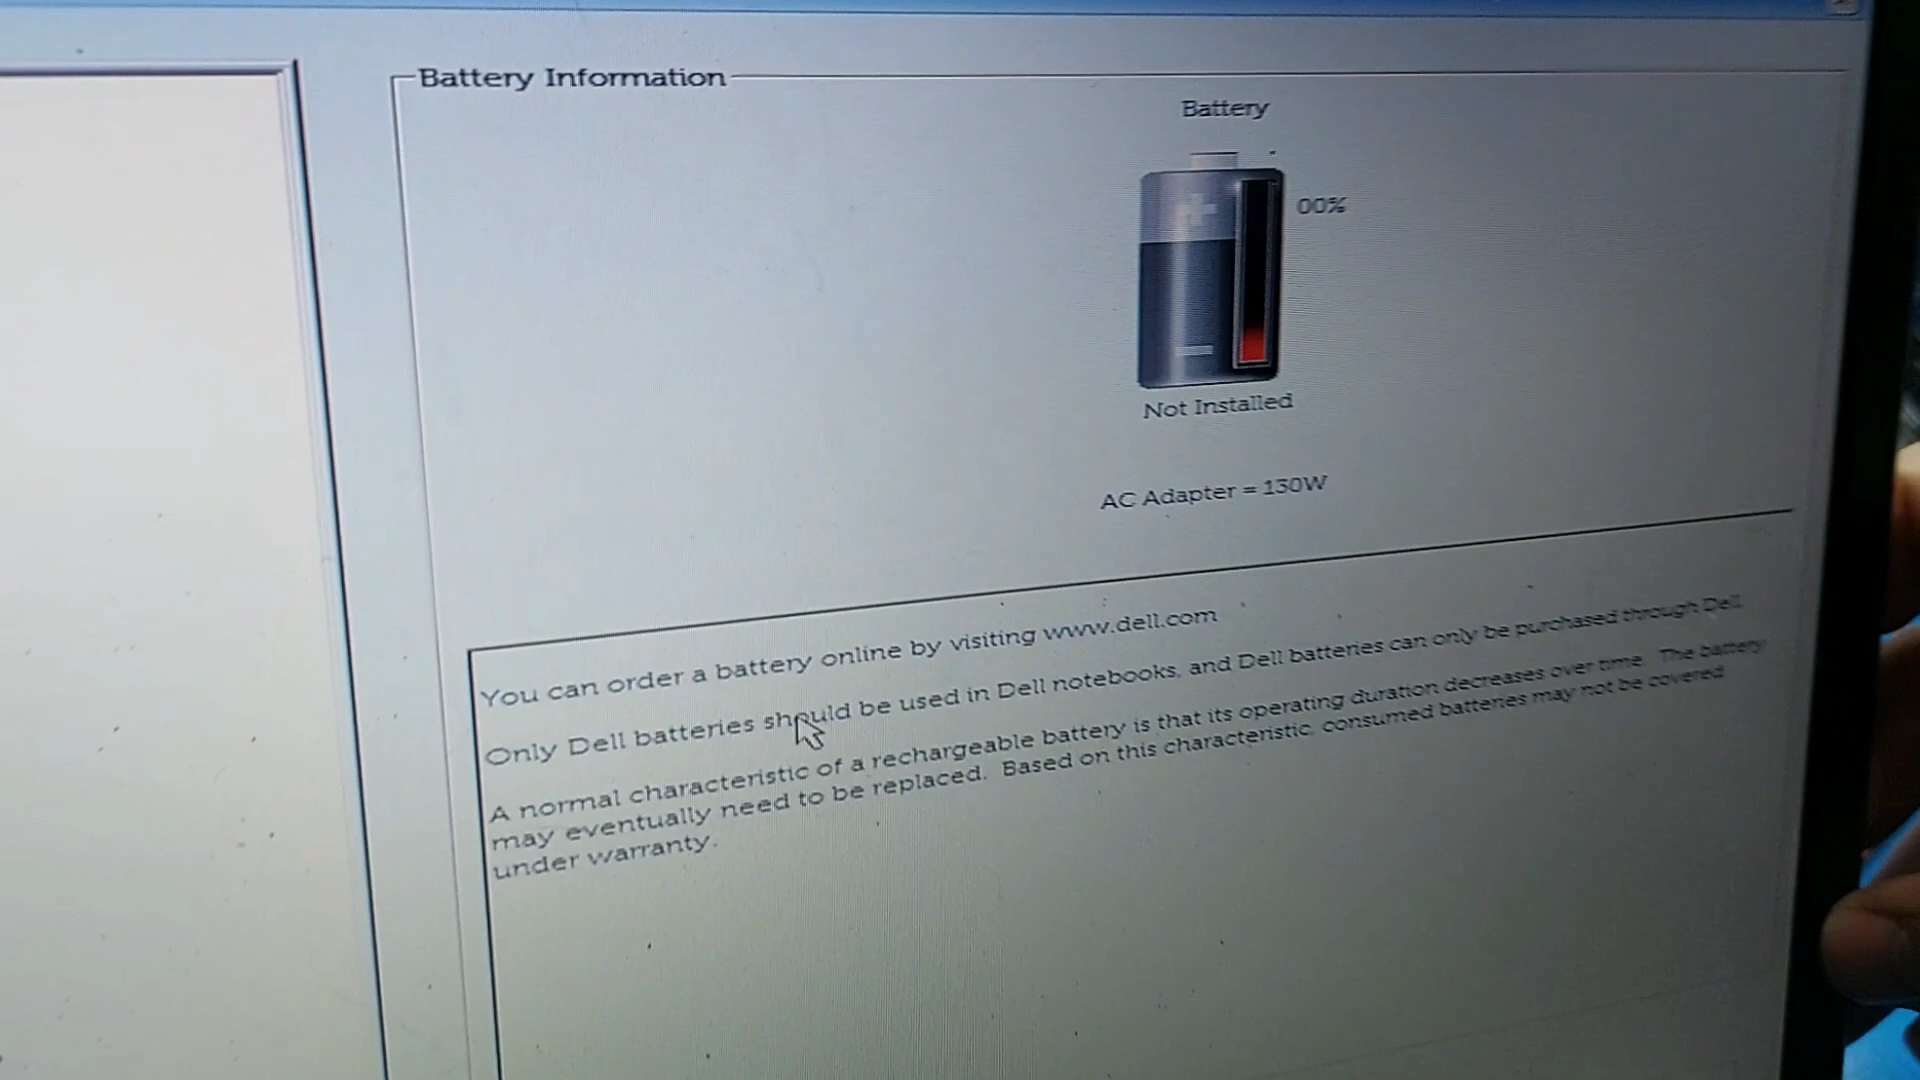 Battery Information
Battery
00%
Not Installed
AC Adapter = 130W
You can order a battery online by visiting www.dell.com
Only Dell batteries should be used in Dell notebooks, and Dell batteries can only be purchased through Dell.
A normal characteristic of a rechargeable battery is that its operating duration decreases over time. The battery
may eventually need to be replaced. Based on this characteristic, consumed batteries may not be covered
under warranty.